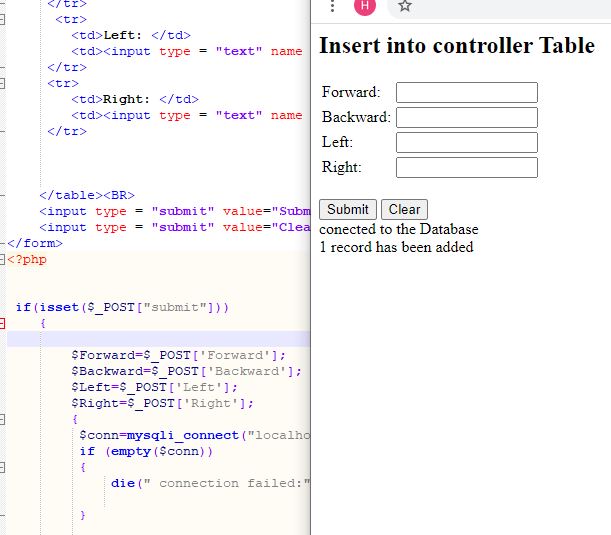 </tr>
<tr>
<td>Left: </td>
<td><input type = "text" name
</tr>
<tr>
<td>Right: </td>
<td><input type = "text" name
</tr>
</table><BR>
<input type = "submit" value="Subm
<input type = "submit" value="Clea
</form>
<?php
if(isset($_POST["submit"]))
{
$Forward=$_POST['Forward'];
$Backward=$_POST['Backward'];
$Left=$_POST['Left'];
$Right=$_POST['Right'];
{
$conn=mysqli_connect("localho
if (empty($conn))
{
die(" connection failed:"
}
H
Insert into controller Table
Forward:
Backward:
Left:
Right:
Submit Clear
conected to the Database
1 record has been added